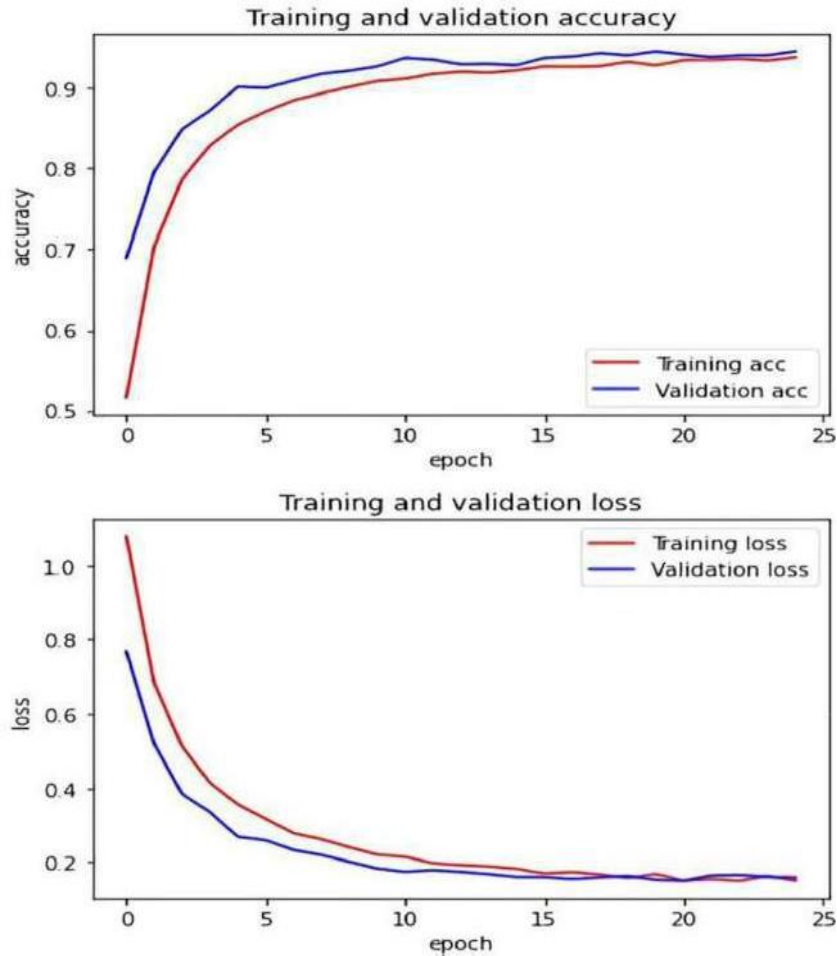 Training and validation accuracy
0.9
0.8
0.7
0.6
0.5
accuracy
Training acc
Validation acc
0 5 10 15 20 25
epoch
Training and validation loss
1.0
0.8
0.6
0.4
0.2
loss
Training loss
Validation loss
0 5 10 15 20 25
epoch